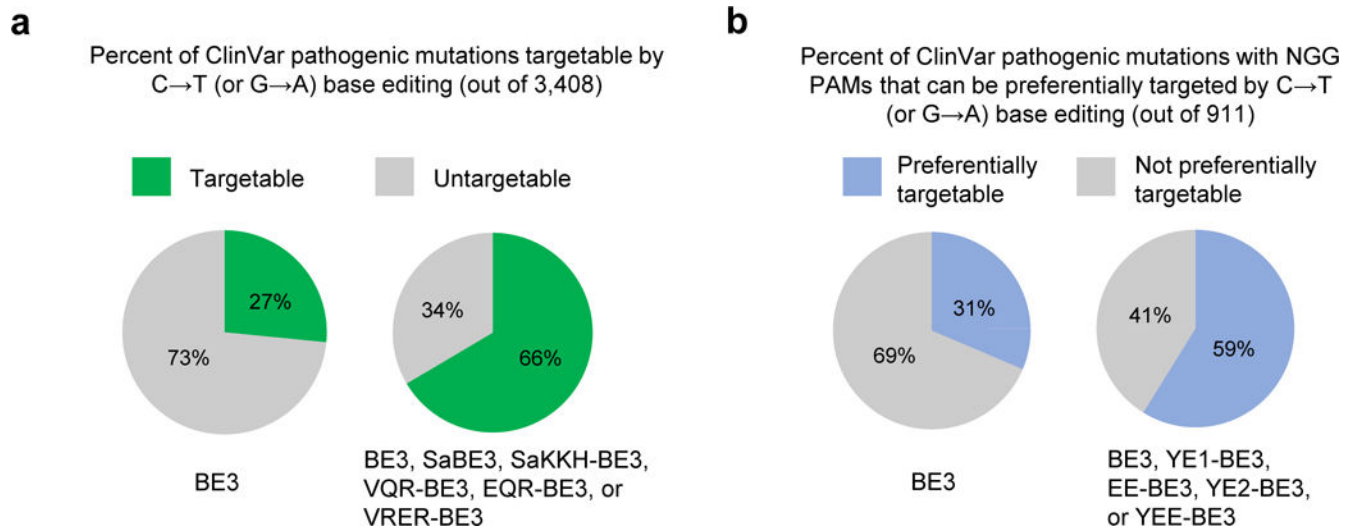 a
Percent of ClinVar pathogenic mutations targetable by
C→T (or G→A) base editing (out of 3,408)
Targetable
Untargetable
27%
73%
34%
66%
BE3
BE3, SaBE3, SaKKH-BE3,
VQR-BE3, EQR-BE3, or
VRER-BE3
b
Percent of ClinVar pathogenic mutations with NGG
PAMs that can be preferentially targeted by C→T
(or G→A) base editing (out of 911)
Preferentially
targetable
Not preferentially
targetable
31%
69%
41%
59%
BE3
BE3, YE1-BE3,
EE-BE3, YE2-BE3,
or YEE-BE3